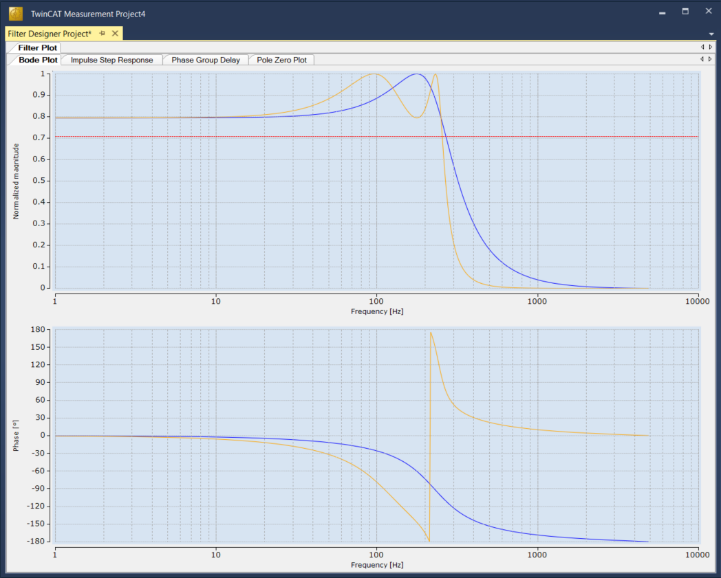 TwinCAT Measurement Project4
Filter Designer Project*
Filter Plot
Bode Plot Impulse Step Response Phase Group Delay Pole Zero Plot
Normalized magnitude
1
0.9
0.8
0.7
0.6
0.5
0.4
0.3
0.2
0.1
0
1 10 100 1000 10000
Frequency [Hz]
Phase [°]
180
150
120
90
60
30
0
-30
-60
-90
-120
-150
-180
1 10 100 1000 10000
Frequency [Hz]